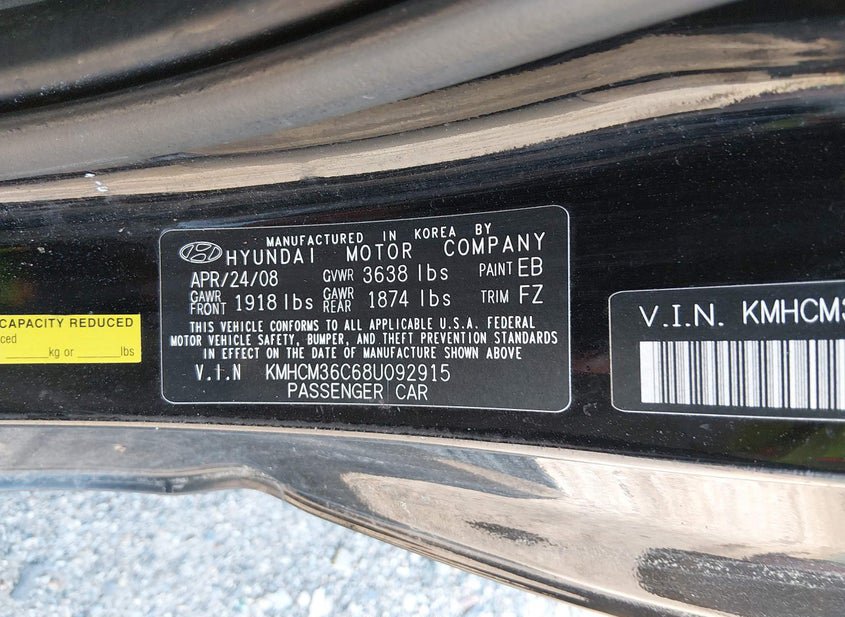 MANUFACTURED IN KOREA BY
HYUNDAI MOTOR COMPANY
APR/24/08 GVWR 3638 lbs PAINT EB
GAWR FRONT 1918 lbs GAWR REAR 1874 lbs TRIM FZ
THIS VEHICLE CONFORMS TO ALL APPLICABLE U.S.A. FEDERAL
MOTOR VEHICLE SAFETY, BUMPER, AND THEFT PREVENTION STANDARDS
IN EFFECT ON THE DATE OF MANUFACTURE SHOWN ABOVE
V.I.N KMHCM36C68U092915
PASSENGER CAR
CAPACITY REDUCED
kg or lbs
V.I.N. KMHCM3